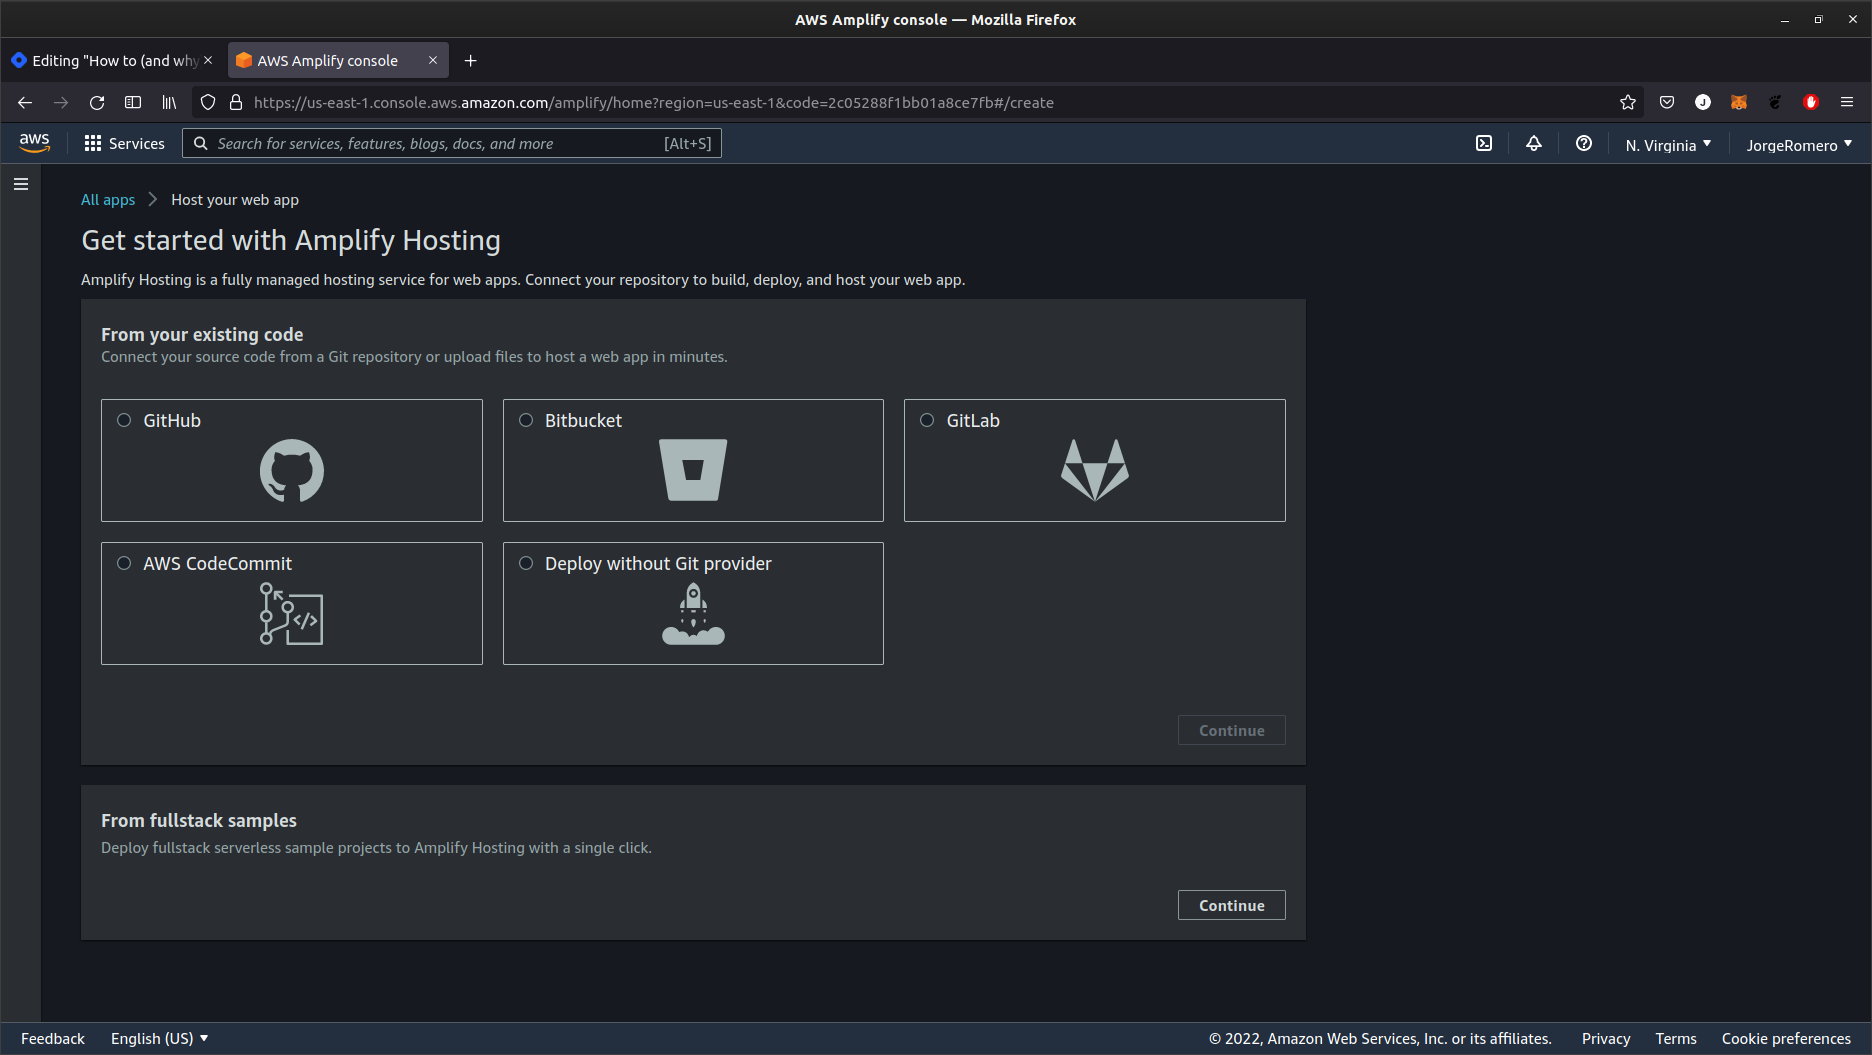 AWS Amplify console — Mozilla Firefox
Editing "How to (and why
AWS Amplify console
https://us-east-1.console.aws.amazon.com/amplify/home?region=us-east-1&code=2c05288f1bb01a8ce7fb#/create
J
aws
Services
Search for services, features, blogs, docs, and more
[Alt+S]
N. Virginia
JorgeRomero
All apps
Host your web app
Get started with Amplify Hosting
Amplify Hosting is a fully managed hosting service for web apps. Connect your repository to build, deploy, and host your web app.
From your existing code
Connect your source code from a Git repository or upload files to host a web app in minutes.
GitHub
Bitbucket
GitLab
AWS CodeCommit
Deploy without Git provider
Continue
From fullstack samples
Deploy fullstack serverless sample projects to Amplify Hosting with a single click.
Continue
Feedback
English (US)
© 2022, Amazon Web Services, Inc. or its affiliates.
Privacy
Terms
Cookie preferences